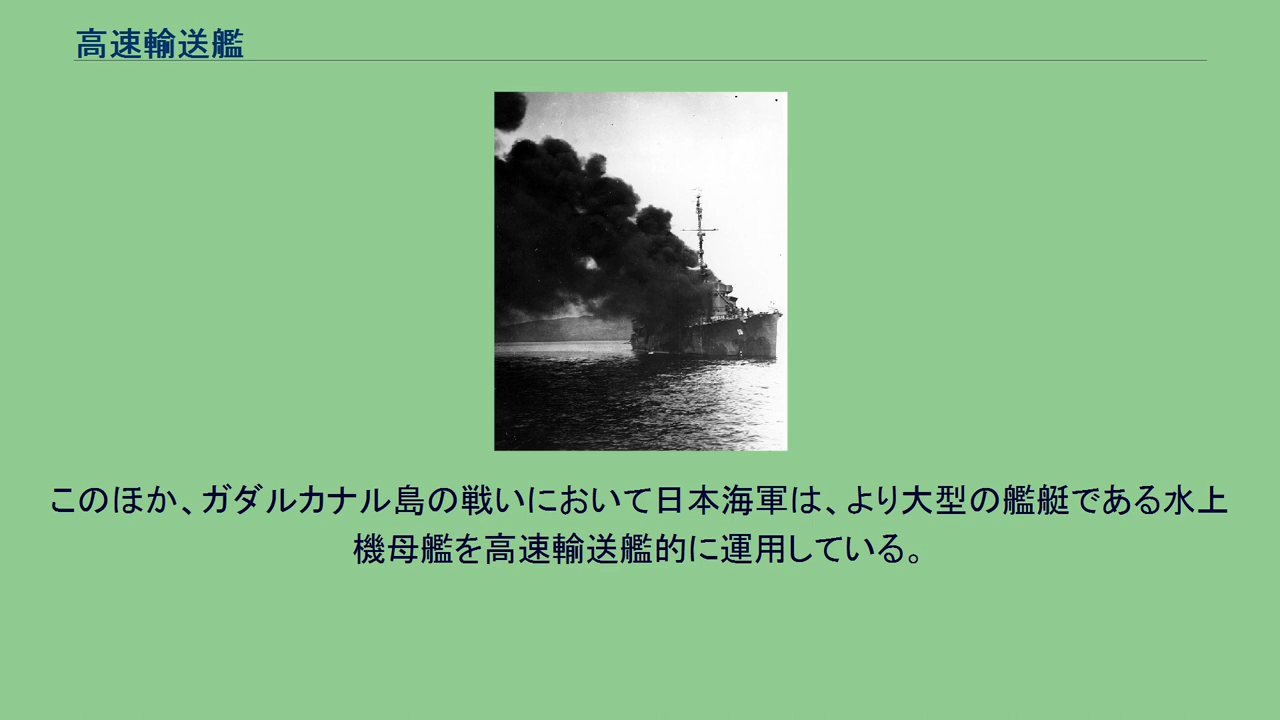 高速輸送艦
このほか、ガダルカナル島の戦いにおいて日本海軍は、より大型の艦艇である水上
機母艦を高速輸送艦的に運用している。